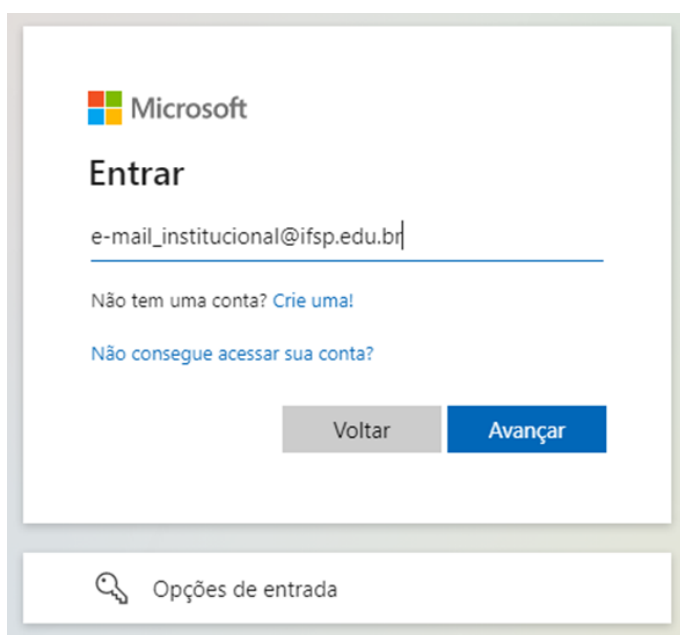 Microsoft
Entrar
e-mail_institucional@ifsp.edu.br
Não tem uma conta? Crie uma!
Não consegue acessar sua conta?
Voltar Avançar
Opções de entrada